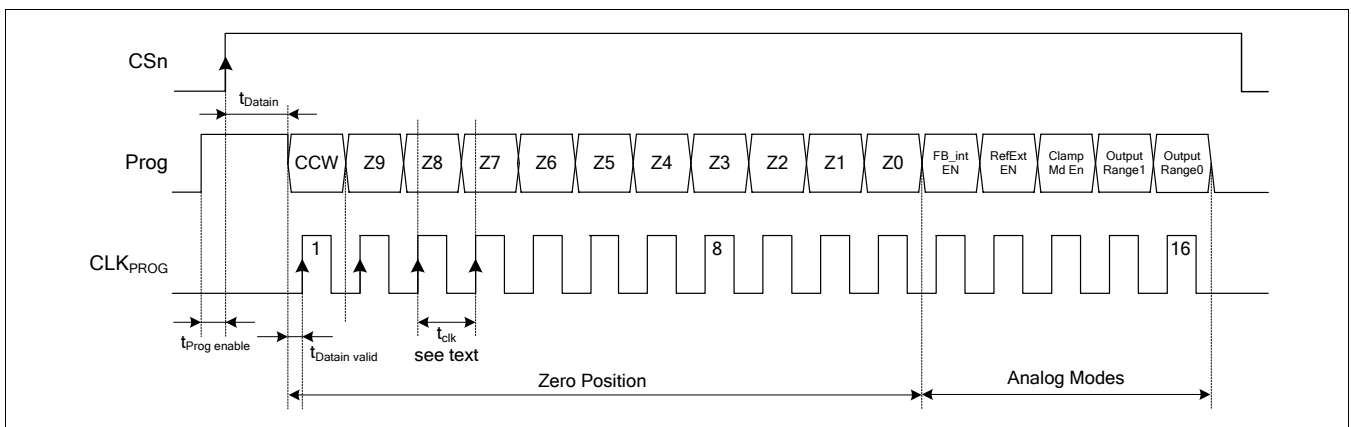 CSn
tDatain
Prog
CCW
Z9
Z8
Z7
Z6
Z5
Z4
Z3
Z2
Z1
Z0
FB_int
EN
RefExt
EN
Clamp
Md En
Output
Range1
Output
Range0
CLKPROG
1
8
16
tProg enable
tDatain valid
tclk
see text
Zero Position
Analog Modes